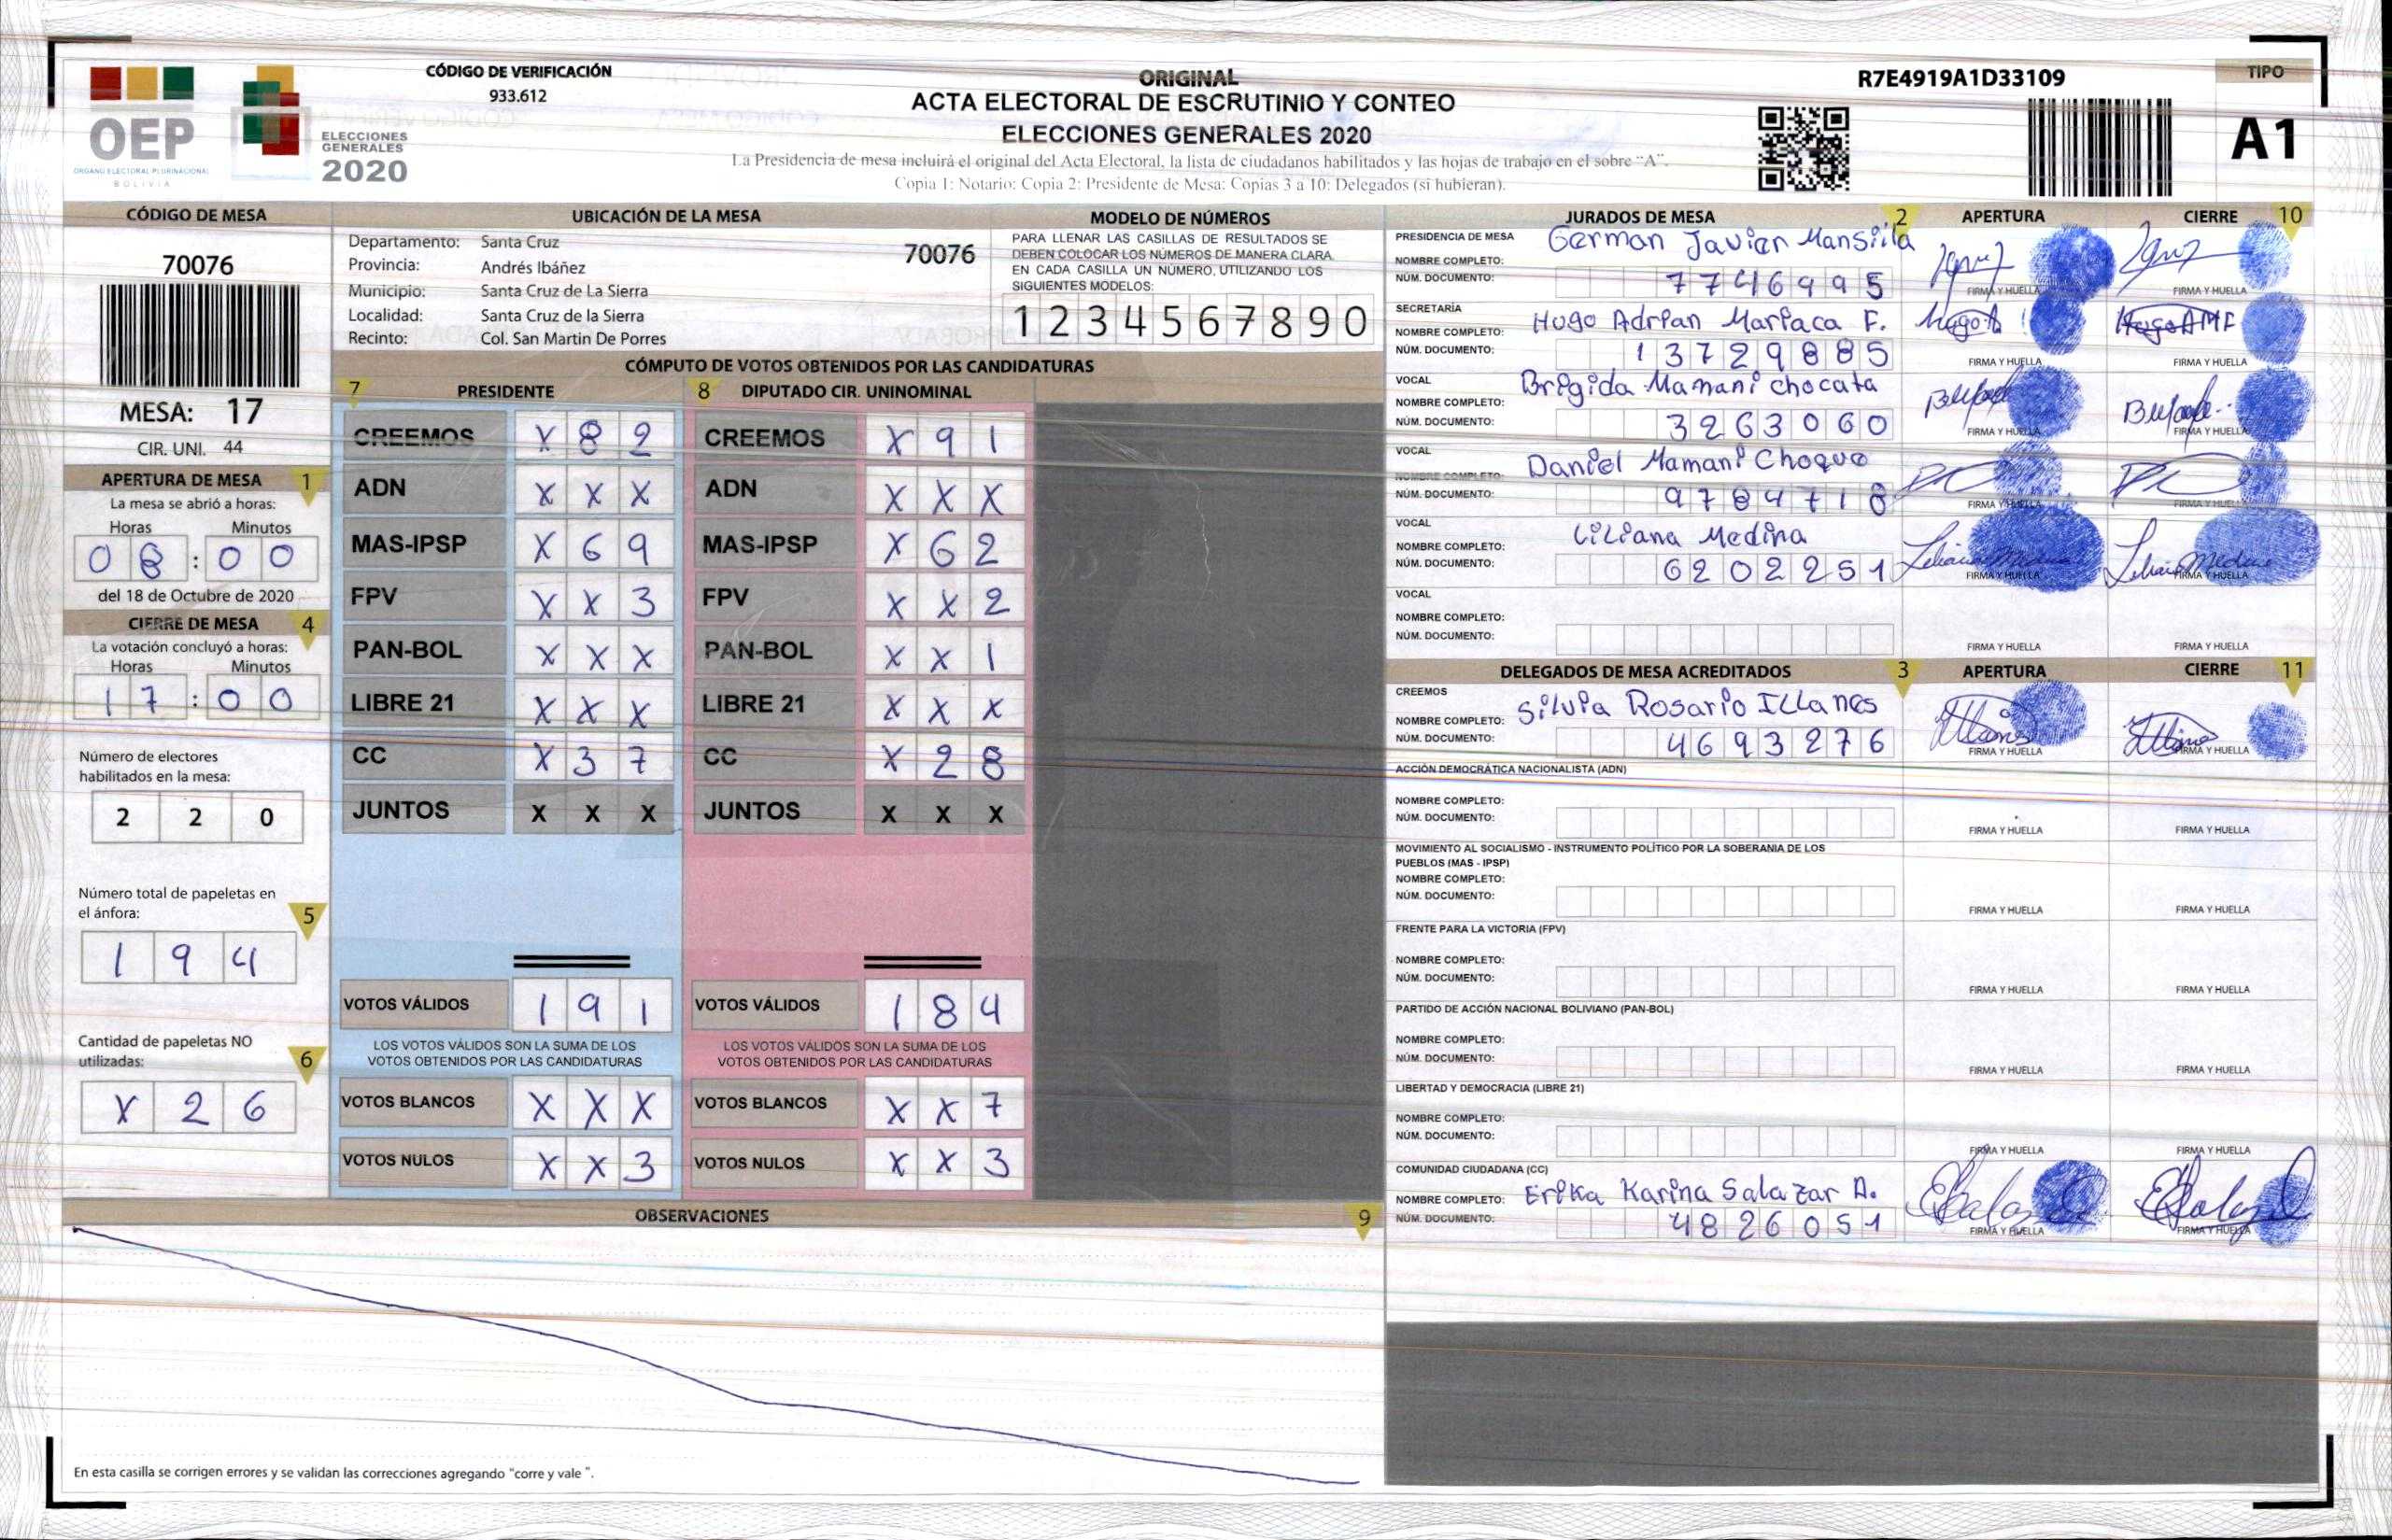 OEP
ÓRGANO ELECTORAL PLURINACIONAL
BOLIVIA
ELECCIONES
GENERALES
2020
CÓDIGO DE VERIFICACIÓN
933.612
ORIGINAL
ACTA ELECTORAL DE ESCRUTINIO Y CONTEO
ELECCIONES GENERALES 2020
La Presidencia de mesa incluirá el original del Acta Electoral, la lista de ciudadanos habilitados y las hojas de trabajo en el sobre "A".
Copia 1: Notario: Copia 2: Presidente de Mesa: Copias 3 a 10: Delegados (si hubieran).
R7E4919A1D33109
TIPO
A1
CÓDIGO DE MESA
70076
MESA: 17
CIR. UNI. 44
APERTURA DE MESA 1
La mesa se abrió a horas:
Horas Minutos
08 : 00
del 18 de Octubre de 2020
CIERRE DE MESA 4
La votación concluyó a horas:
Horas Minutos
17 : 00
Número de electores
habilitados en la mesa:
2 2 0
Número total de papeletas en
el ánfora: 5
1 9 4
Cantidad de papeletas NO
utilizadas: 6
X 2 6
UBICACIÓN DE LA MESA
Departamento: Santa Cruz 70076
Provincia: Andrés Ibáñez
Municipio: Santa Cruz de La Sierra
Localidad: Santa Cruz de la Sierra
Recinto: Col. San Martin De Porres
MODELO DE NÚMEROS
PARA LLENAR LAS CASILLAS DE RESULTADOS SE
DEBEN COLOCAR LOS NÚMEROS DE MANERA CLARA.
EN CADA CASILLA UN NÚMERO, UTILIZANDO LOS
SIGUIENTES MODELOS:
1 2 3 4 5 6 7 8 9 0
CÓMPUTO DE VOTOS OBTENIDOS POR LAS CANDIDATURAS
7 PRESIDENTE 8 DIPUTADO CIR. UNINOMINAL
CREEMOS X 8 2 CREEMOS X 9 1
ADN X X X ADN X X X
MAS-IPSP X 6 9 MAS-IPSP X 6 2
FPV X X 3 FPV X X 2
PAN-BOL X X X PAN-BOL X X 1
LIBRE 21 X X X LIBRE 21 X X X
CC X 3 7 CC X 2 8
JUNTOS X X X JUNTOS X X X
VOTOS VÁLIDOS 1 9 1 VOTOS VÁLIDOS 1 8 4
LOS VOTOS VÁLIDOS SON LA SUMA DE LOS LOS VOTOS VÁLIDOS SON LA SUMA DE LOS
VOTOS OBTENIDOS POR LAS CANDIDATURAS VOTOS OBTENIDOS POR LAS CANDIDATURAS
VOTOS BLANCOS X X X VOTOS BLANCOS X X 7
VOTOS NULOS X X 3 VOTOS NULOS X X 3
OBSERVACIONES 9
En esta casilla se corrigen errores y se validan las correcciones agregando "corre y vale ".
JURADOS DE MESA 2 APERTURA CIERRE 10
PRESIDENCIA DE MESA German Javier Mansilla
NOMBRE COMPLETO:
NÚM. DOCUMENTO: 7746995 FIRMA Y HUELLA FIRMA Y HUELLA
SECRETARÍA
NOMBRE COMPLETO: Hugo Adrian Mariaca F.
NÚM. DOCUMENTO: 13729885 FIRMA Y HUELLA FIRMA Y HUELLA
VOCAL Brigida Mamani chocata
NOMBRE COMPLETO:
NÚM. DOCUMENTO: 3263060 FIRMA Y HUELLA FIRMA Y HUELLA
VOCAL
NOMBRE COMPLETO: Daniel Mamani Choque
NÚM. DOCUMENTO: 9784718 FIRMA Y HUELLA FIRMA Y HUELLA
VOCAL
NOMBRE COMPLETO: Liliana Medina
NÚM. DOCUMENTO: 6202251 FIRMA Y HUELLA FIRMA Y HUELLA
VOCAL
NOMBRE COMPLETO:
NÚM. DOCUMENTO: FIRMA Y HUELLA FIRMA Y HUELLA
DELEGADOS DE MESA ACREDITADOS 3 APERTURA CIERRE 11
CREEMOS
NOMBRE COMPLETO: Silvia Rosario Illanes
NÚM. DOCUMENTO: 4693276 FIRMA Y HUELLA FIRMA Y HUELLA
ACCIÓN DEMOCRÁTICA NACIONALISTA (ADN)
NOMBRE COMPLETO:
NÚM. DOCUMENTO: FIRMA Y HUELLA FIRMA Y HUELLA
MOVIMIENTO AL SOCIALISMO - INSTRUMENTO POLÍTICO POR LA SOBERANIA DE LOS
PUEBLOS (MAS - IPSP)
NOMBRE COMPLETO:
NÚM. DOCUMENTO: FIRMA Y HUELLA FIRMA Y HUELLA
FRENTE PARA LA VICTORIA (FPV)
NOMBRE COMPLETO:
NÚM. DOCUMENTO: FIRMA Y HUELLA FIRMA Y HUELLA
PARTIDO DE ACCIÓN NACIONAL BOLIVIANO (PAN-BOL)
NOMBRE COMPLETO:
NÚM. DOCUMENTO: FIRMA Y HUELLA FIRMA Y HUELLA
LIBERTAD Y DEMOCRACIA (LIBRE 21)
NOMBRE COMPLETO:
NÚM. DOCUMENTO: FIRMA Y HUELLA FIRMA Y HUELLA
COMUNIDAD CIUDADANA (CC)
NOMBRE COMPLETO: Erika Karina Salazar A.
NÚM. DOCUMENTO: 4826051 FIRMA Y HUELLA FIRMA Y HUELLA